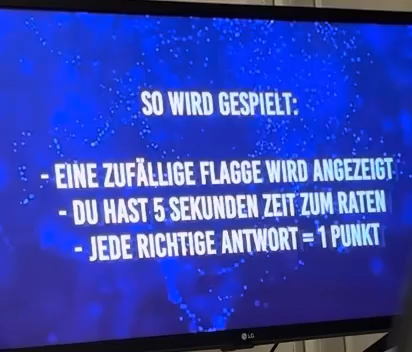 SO WIRD GESPIELT:
- EINE ZUFÄLLIGE FLAGGE WIRD ANGEZEIGT
- DU HAST 5 SEKUNDEN ZEIT ZUM RATEN
- JEDE RICHTIGE ANTWORT = 1 PUNKT
LG